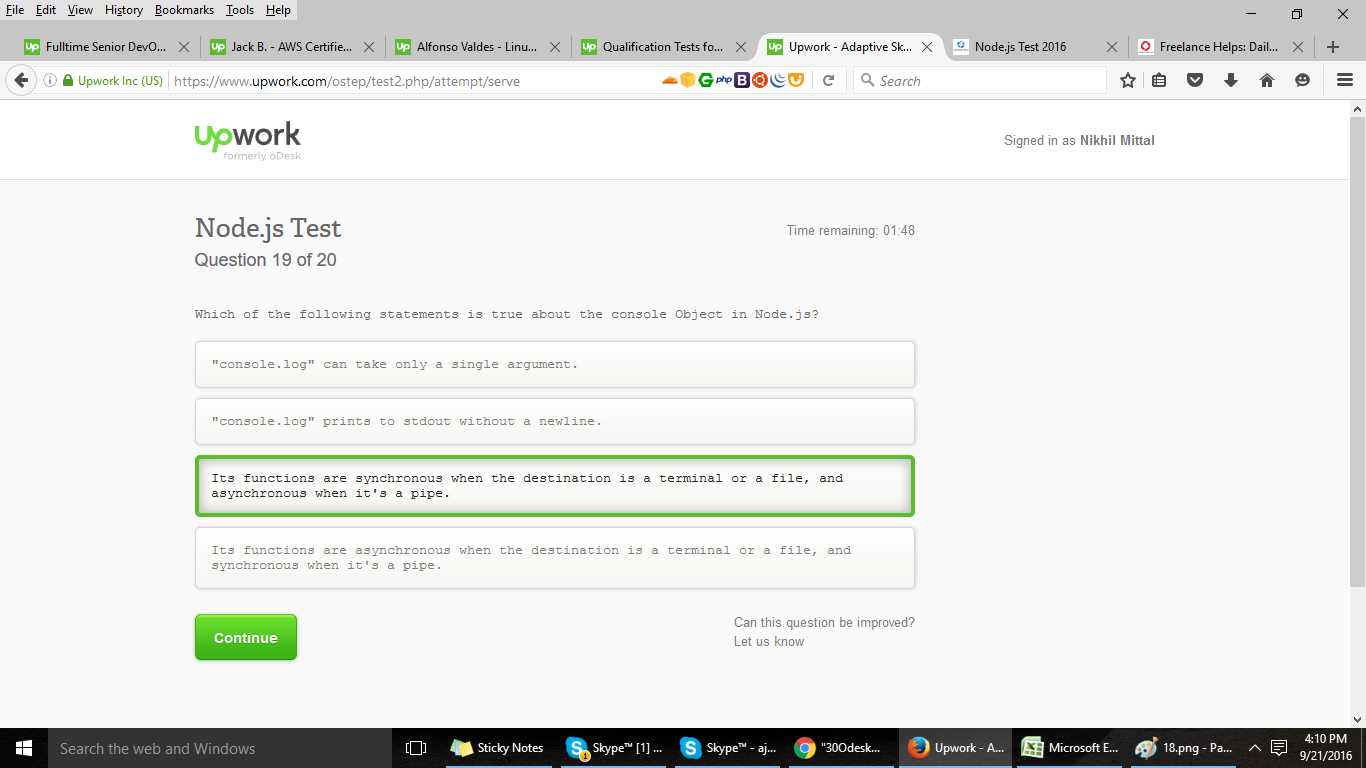 File Edit View History Bookmarks Tools Help
Fulltime Senior DevO... Jack B. - AWS Certifie... Alfonso Valdes - Linu... Qualification Tests fo... Upwork - Adaptive Sk... Node.js Test 2016 Freelance Helps: Dail...
Upwork Inc (US) https://www.upwork.com/ostep/test2.php/attempt/serve php B Search
upwork
formerly oDesk
Signed in as Nikhil Mittal
Node.js Test
Time remaining: 01:48
Question 19 of 20
Which of the following statements is true about the console Object in Node.js?
"console.log" can take only a single argument.
"console.log" prints to stdout without a newline.
Its functions are synchronous when the destination is a terminal or a file, and
asynchronous when it's a pipe.
Its functions are asynchronous when the destination is a terminal or a file, and
synchronous when it's a pipe.
Continue
Can this question be improved?
Let us know
Search the web and Windows
Sticky Notes Skype™ [1] ... Skype™ - aj... "30Odesk... Upwork - A... Microsoft E... 18.png - Pa...
4:10 PM
9/21/2016